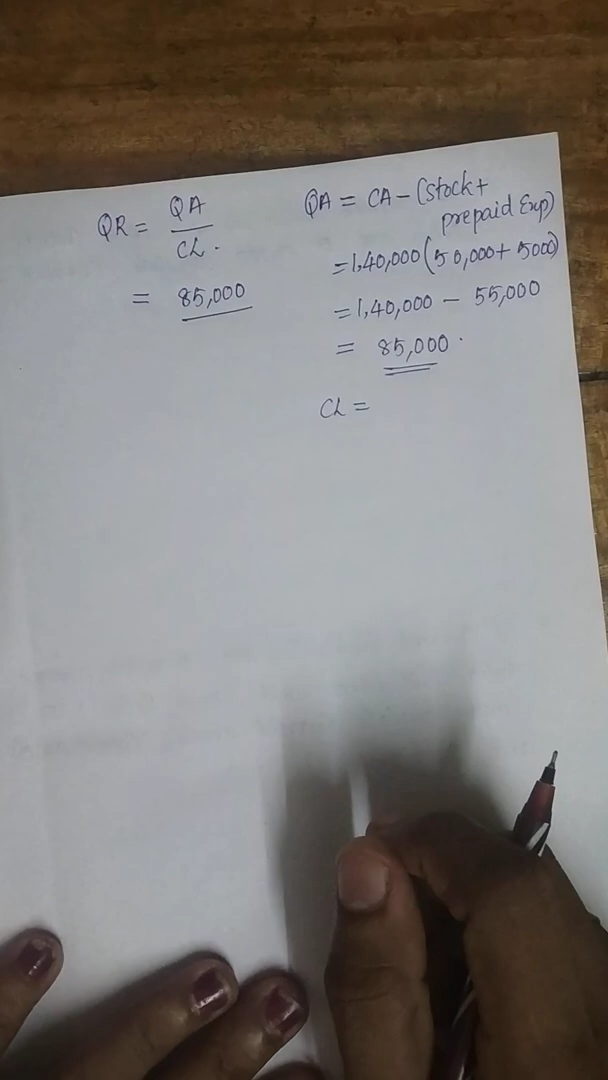 QR = QA
CL.
= 85,000
QA = CA - (Stock +
prepaid Exp)
= 1,40,000 (50,000 + 5000)
= 1,40,000 - 55,000
= 85,000.
CL =